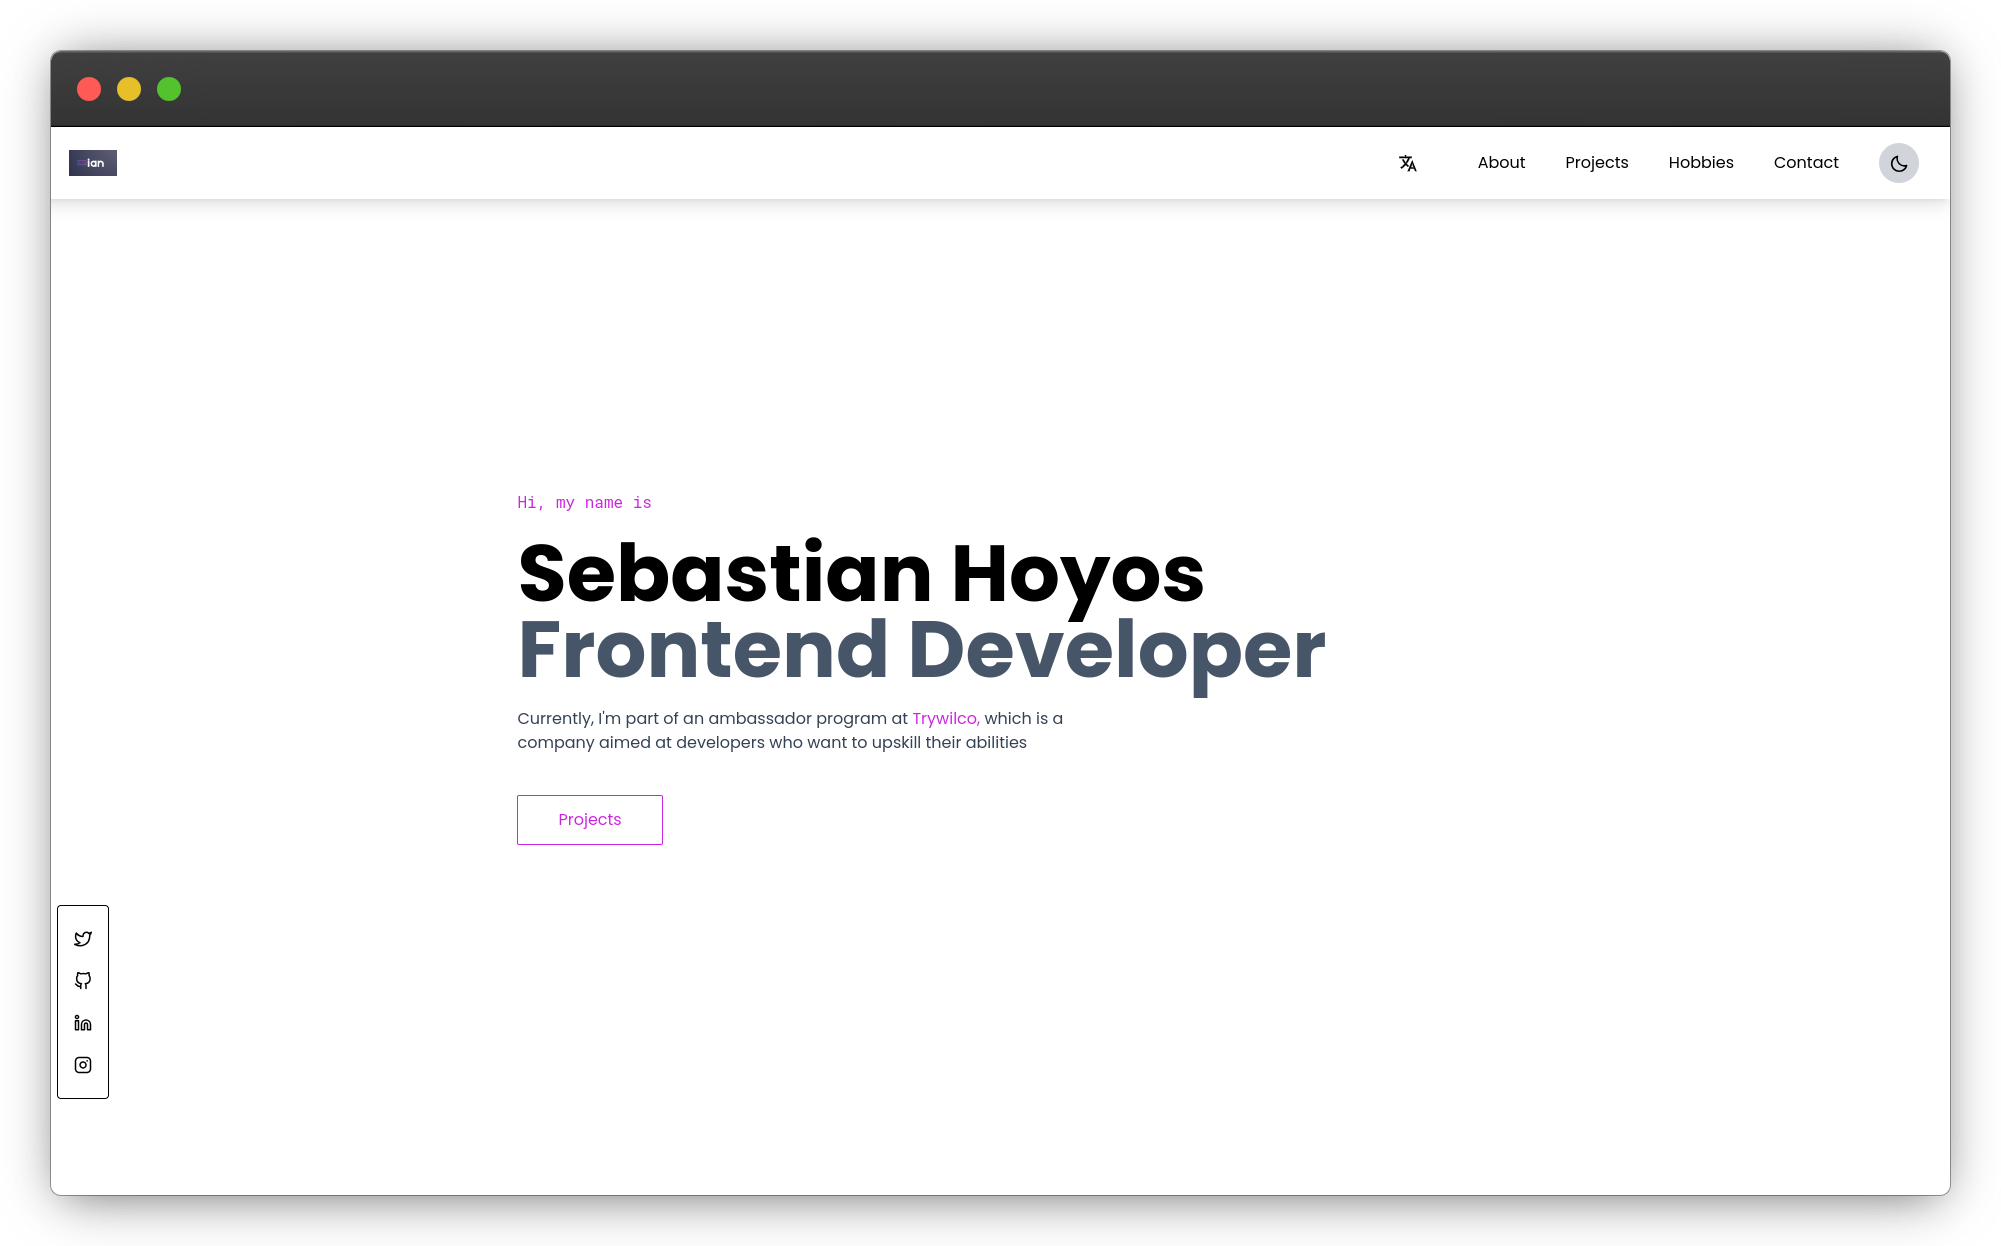 ian
About Projects Hobbies Contact
Hi, my name is
Sebastian Hoyos
Frontend Developer
Currently, I'm part of an ambassador program at Trywilco, which is a
company aimed at developers who want to upskill their abilities
Projects